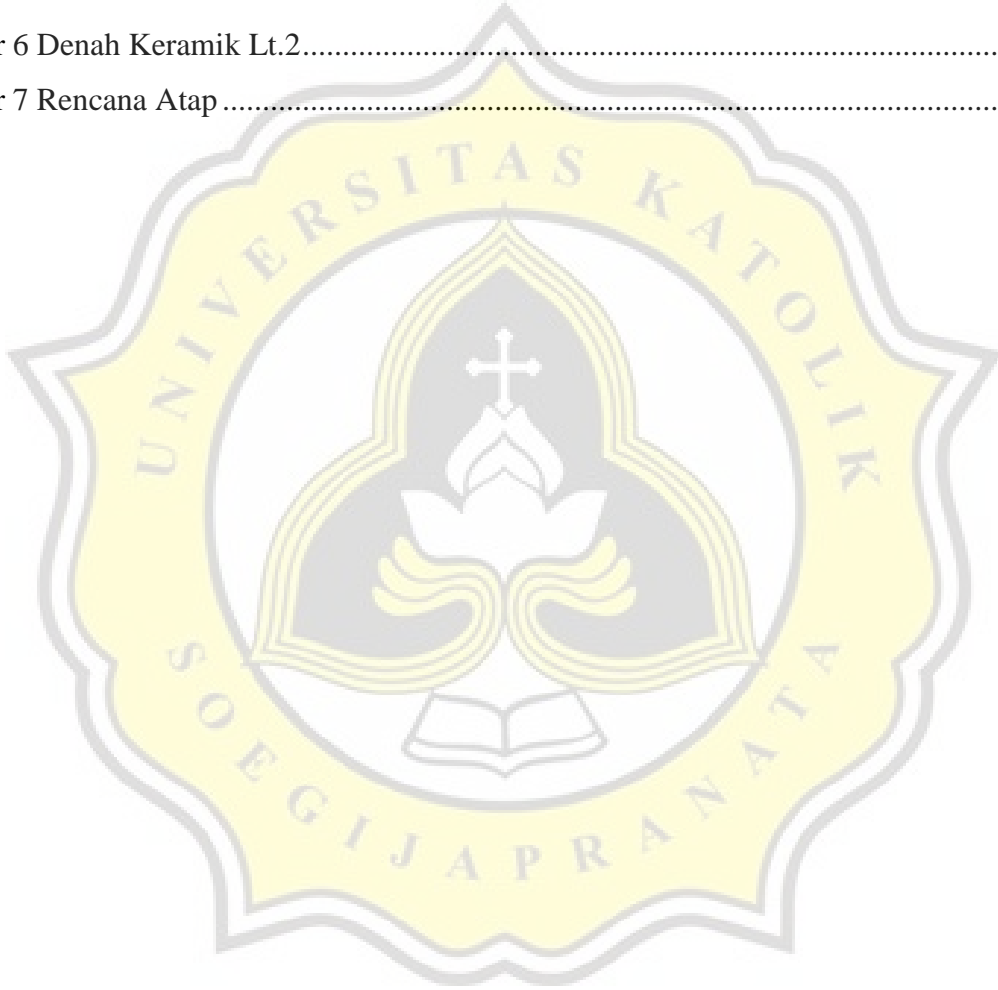 r 6 Denah Keramik Lt.2...............................................................................................
r 7 Rencana Atap.........................................................................................................
UNIVERSITAS KATOLIK
SOEGIJAPRANATA